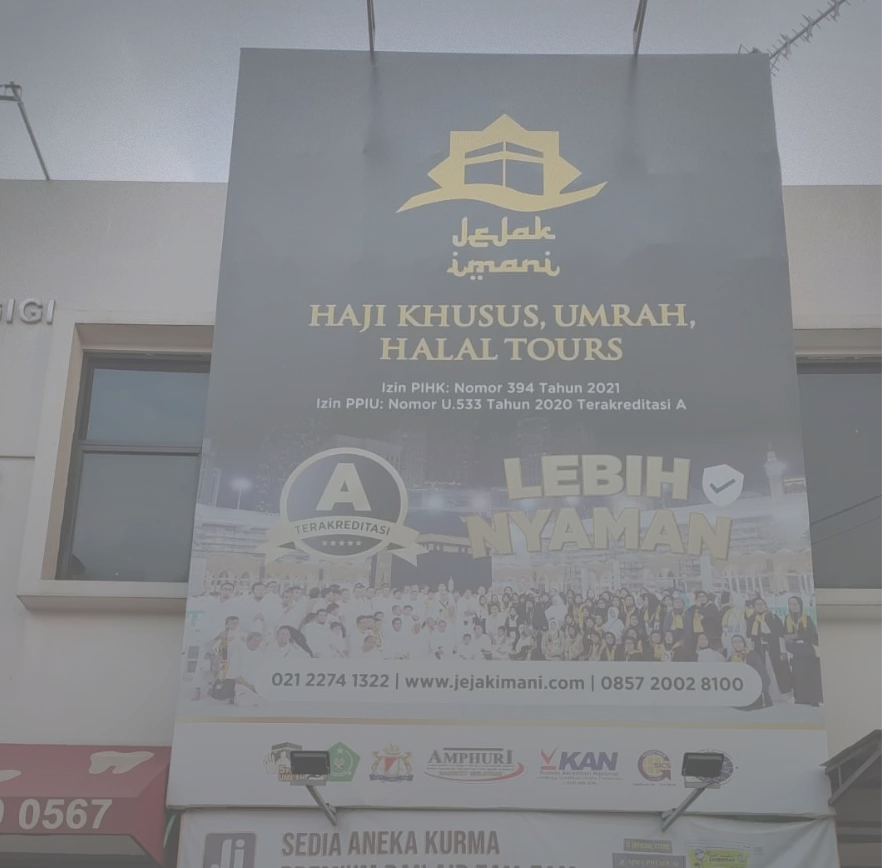 Jejak
imani
HAJI KHUSUS, UMRAH,
HALAL TOURS
Izin PIHK: Nomor 394 Tahun 2021
Izin PPIU: Nomor U.533 Tahun 2020 Terakreditasi A
A
TERAKREDITASI
LEBIH
NYAMAN
021 2274 1322 | www.jejakimani.com | 0857 2002 8100
AMPHURI
KAN
IGI
0567
Ji
SEDIA ANEKA KURMA